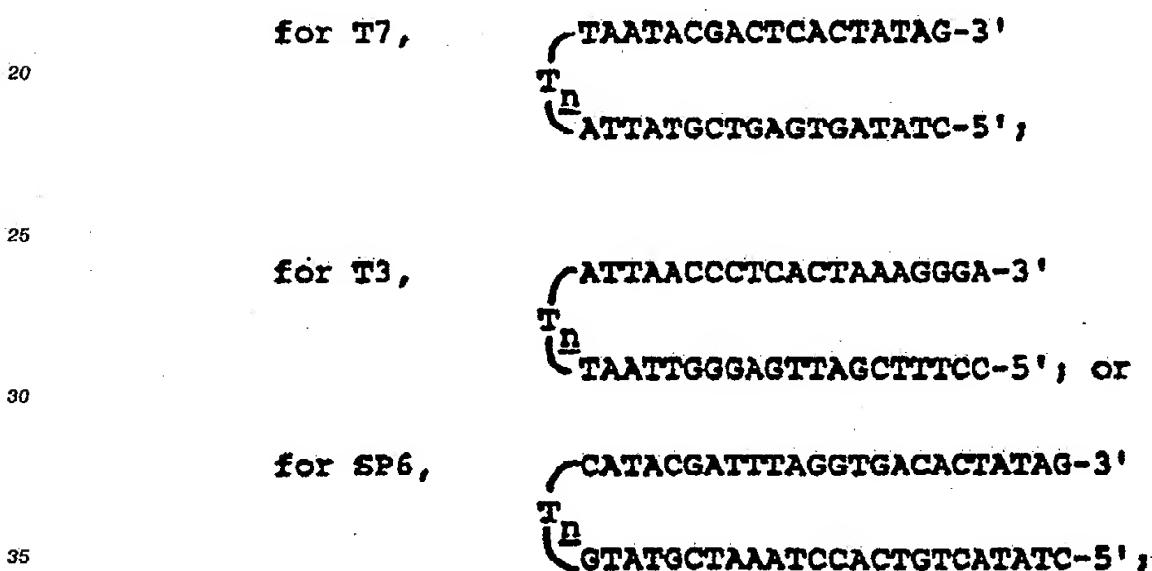 for T7, TAATACGACTCACTATAG-3'
20
Tn
ATTATGCTGAGTGATATC-5';
25
for T3, ATTAACCCTCACTAAAGGGA-3'
Tn
TAATTGGGAGTTAGCTTTCC-5'; or
30
for SP6, CATACGATTTAGGTGACACTATAG-3'
Tn
35 GTATGCTAAATCCACTGTCATATC-5';